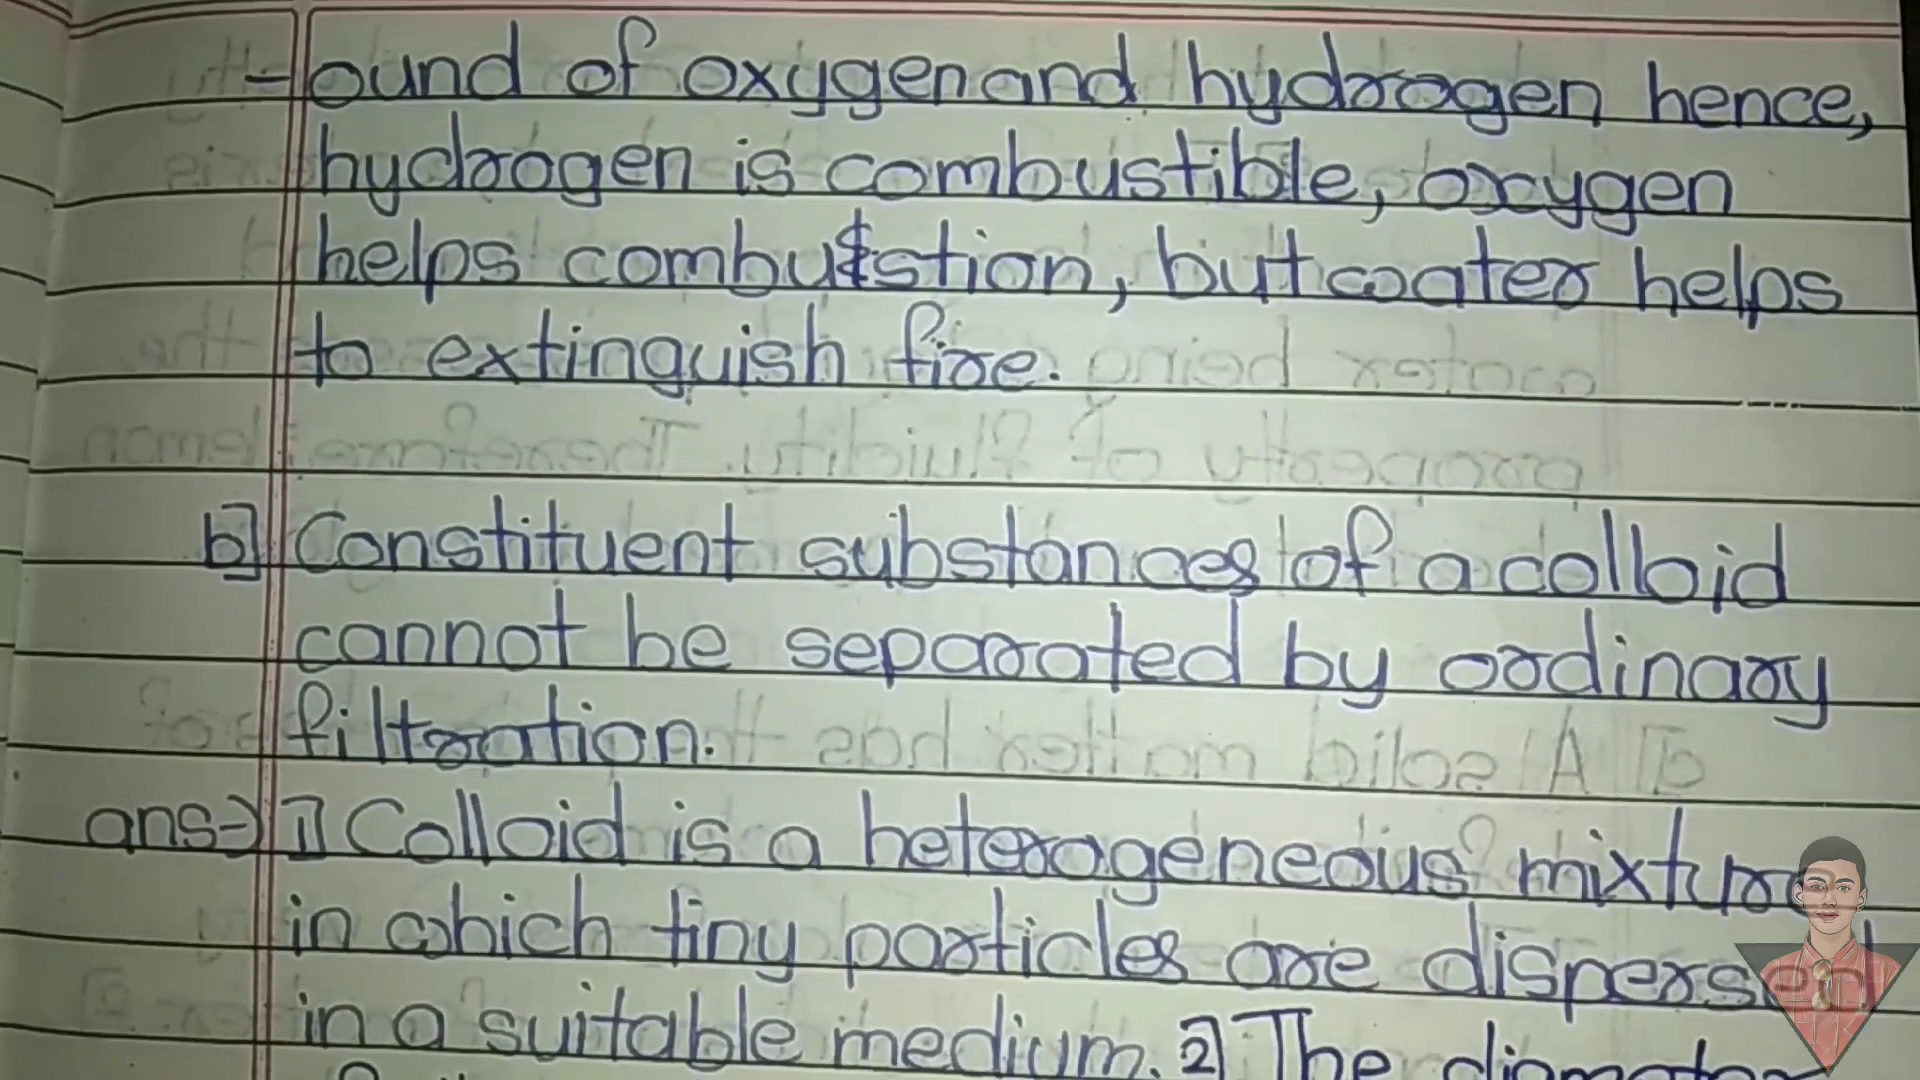 -ound of oxygen and hydrogen hence,
hydrogen is combustible, oxygen
helps combustion, but water helps
to extinguish fire.
b] Constituent substances of a colloid
cannot be separated by ordinary
filtration.
ans→ 1] Colloid is a heterogeneous mixture
in which tiny particles are dispersed
in a suitable medium. 2] The diameter